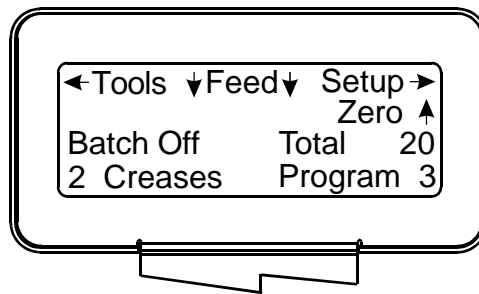 ←Tools ↓Feed↓ Setup→
Zero ↑
Batch Off Total 20
2 Creases Program 3